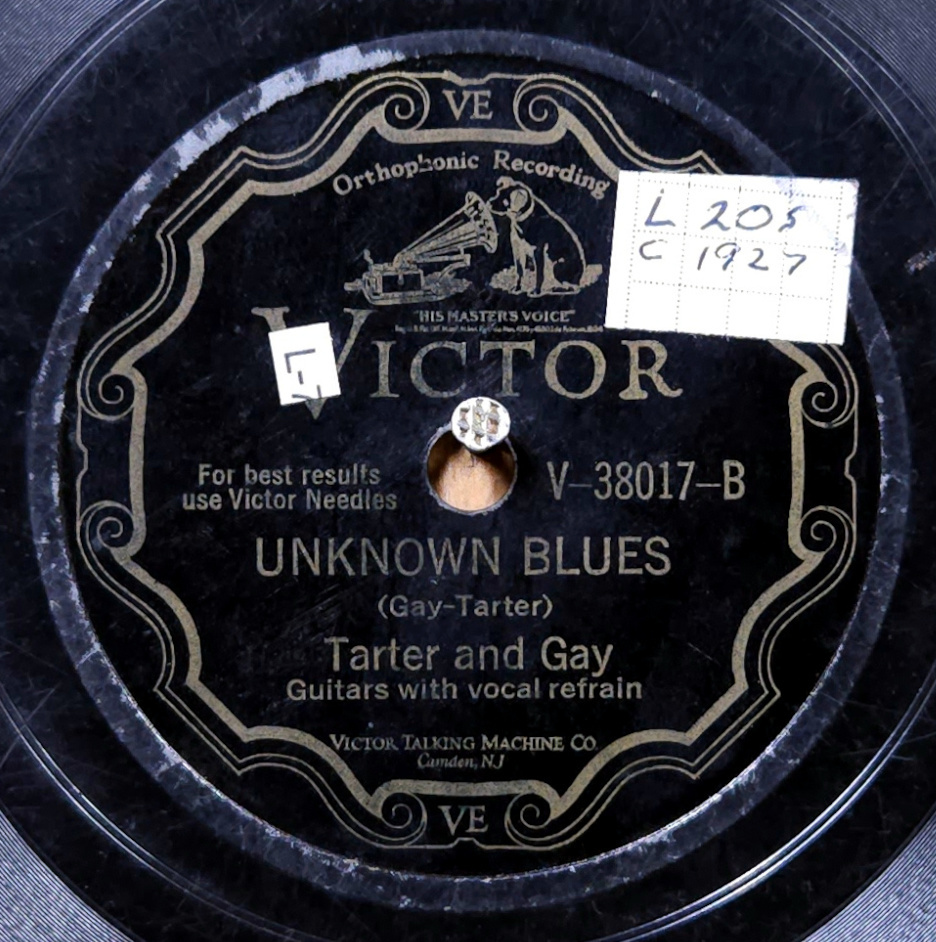 VE
Orthophonic Recording
L 205
C 1927
"HIS MASTER'S VOICE"
VICTOR
For best results
use Victor Needles
V-38017-B
UNKNOWN BLUES
(Gay-Tarter)
Tarter and Gay
Guitars with vocal refrain
VICTOR TALKING MACHINE CO.
Camden, NJ
VE